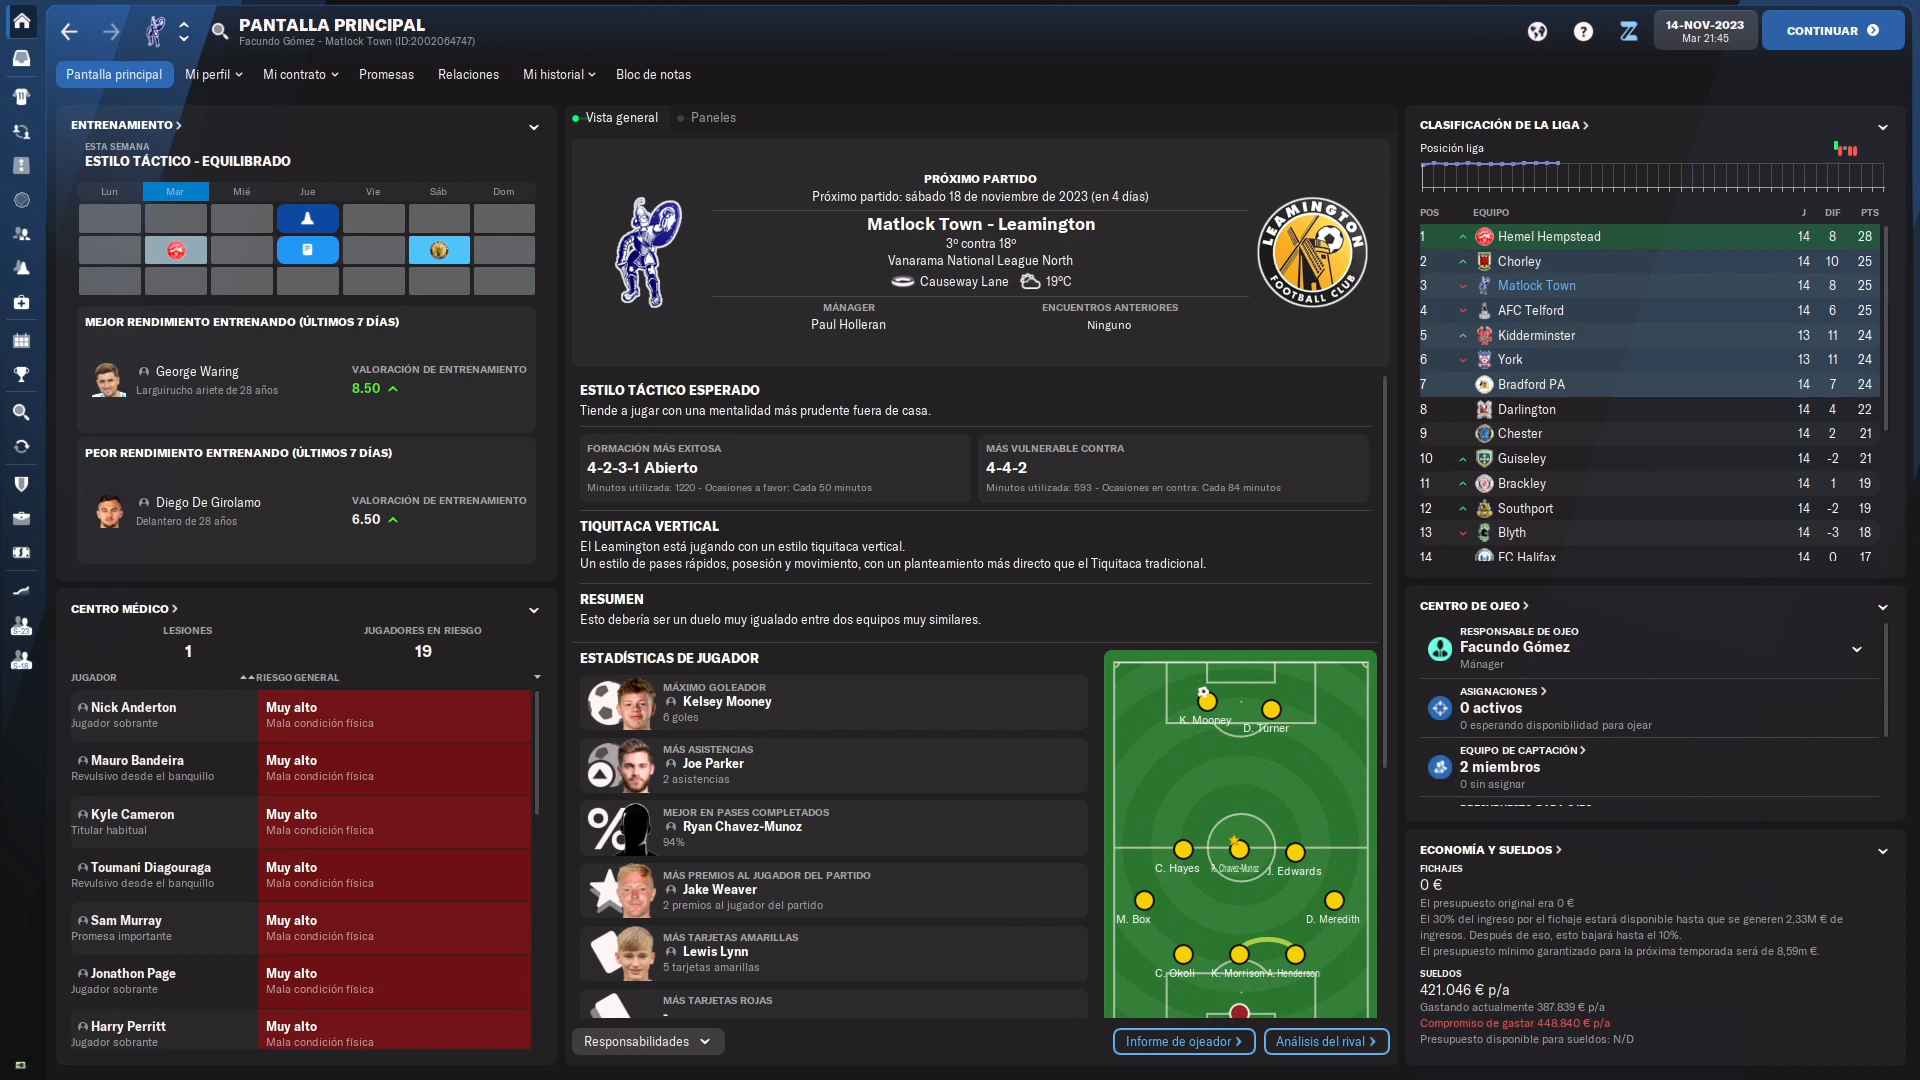 PANTALLA PRINCIPAL
Facundo Gómez - Matlock Town (ID:2002064747)
14-NOV-2023
Mar 21:45
CONTINUAR
Pantalla principal
Mi perfil
Mi contrato
Promesas
Relaciones
Mi historial
Bloc de notas
ENTRENAMIENTO
ESTA SEMANA
ESTILO TÁCTICO - EQUILIBRADO
Lun Mar Mié Jue Vie Sáb Dom
MEJOR RENDIMIENTO ENTRENANDO (ÚLTIMOS 7 DÍAS)
George Waring
Larguirucho ariete de 28 años
VALORACIÓN DE ENTRENAMIENTO
8.50
PEOR RENDIMIENTO ENTRENANDO (ÚLTIMOS 7 DÍAS)
Diego De Girolamo
Delantero de 28 años
VALORACIÓN DE ENTRENAMIENTO
6.50
CENTRO MÉDICO
LESIONES
1
JUGADORES EN RIESGO
19
JUGADOR RIESGO GENERAL
Nick Anderton Muy alto
Jugador sobrante Mala condición física
Mauro Bandeira Muy alto
Revulsivo desde el banquillo Mala condición física
Kyle Cameron Muy alto
Titular habitual Mala condición física
Toumani Diagouraga Muy alto
Revulsivo desde el banquillo Mala condición física
Sam Murray Muy alto
Promesa importante Mala condición física
Jonathon Page Muy alto
Jugador sobrante Mala condición física
Harry Perritt Muy alto
Jugador sobrante Mala condición física
Vista general
Paneles
PRÓXIMO PARTIDO
Próximo partido: sábado 18 de noviembre de 2023 (en 4 días)
Matlock Town - Leamington
3º contra 18º
Vanarama National League North
Causeway Lane 19ºC
MÁNAGER
Paul Holleran
ENCUENTROS ANTERIORES
Ninguno
LEAMINGTON
FOOTBALL CLUB
ESTILO TÁCTICO ESPERADO
Tiende a jugar con una mentalidad más prudente fuera de casa.
FORMACIÓN MÁS EXITOSA
4-2-3-1 Abierto
Minutos utilizada: 1220 - Ocasiones a favor: Cada 50 minutos
MÁS VULNERABLE CONTRA
4-4-2
Minutos utilizada: 593 - Ocasiones en contra: Cada 84 minutos
TIQUITACA VERTICAL
El Leamington está jugando con un estilo tiquitaca vertical.
Un estilo de pases rápidos, posesión y movimiento, con un planteamiento más directo que el Tiquitaca tradicional.
RESUMEN
Esto debería ser un duelo muy igualado entre dos equipos muy similares.
ESTADÍSTICAS DE JUGADOR
MÁXIMO GOLEADOR
Kelsey Mooney
6 goles
MÁS ASISTENCIAS
Joe Parker
2 asistencias
MEJOR EN PASES COMPLETADOS
Ryan Chavez-Munoz
94%
MÁS PREMIOS AL JUGADOR DEL PARTIDO
Jake Weaver
2 premios al jugador del partido
MÁS TARJETAS AMARILLAS
Lewis Lynn
5 tarjetas amarillas
MÁS TARJETAS ROJAS
-
K. Mooney
D. Turner
C. Hayes
R. Chavez-Munoz
J. Edwards
M. Box
D. Meredith
C. Okoli
K. Morrison
A. Henderson
Responsabilidades
Informe de ojeador
Análisis del rival
CLASIFICACIÓN DE LA LIGA
Posición liga
POS EQUIPO J DIF PTS
1 Hemel Hempstead 14 8 28
2 Chorley 14 10 25
3 Matlock Town 14 8 25
4 AFC Telford 14 6 25
5 Kidderminster 13 11 24
6 York 13 11 24
7 Bradford PA 14 7 24
8 Darlington 14 4 22
9 Chester 14 2 21
10 Guiseley 14 -2 21
11 Brackley 14 1 19
12 Southport 14 -2 19
13 Blyth 14 -3 18
14 FC Halifax 14 0 17
CENTRO DE OJEO
RESPONSABLE DE OJEO
Facundo Gómez
Mánager
ASIGNACIONES
0 activos
0 esperando disponibilidad para ojear
EQUIPO DE CAPTACIÓN
2 miembros
0 sin asignar
ECONOMÍA Y SUELDOS
FICHAJES
0 €
El presupuesto original era 0 €
El 30% del ingreso por el fichaje estará disponible hasta que se generen 2,33M € de
ingresos. Después de eso, esto bajará hasta el 10%.
El presupuesto mínimo garantizado para la próxima temporada será de 8,59m €.
SUELDOS
421.046 € p/a
Gastando actualmente 387.839 € p/a
Compromiso de gastar 448.840 € p/a
Presupuesto disponible para sueldos: N/D